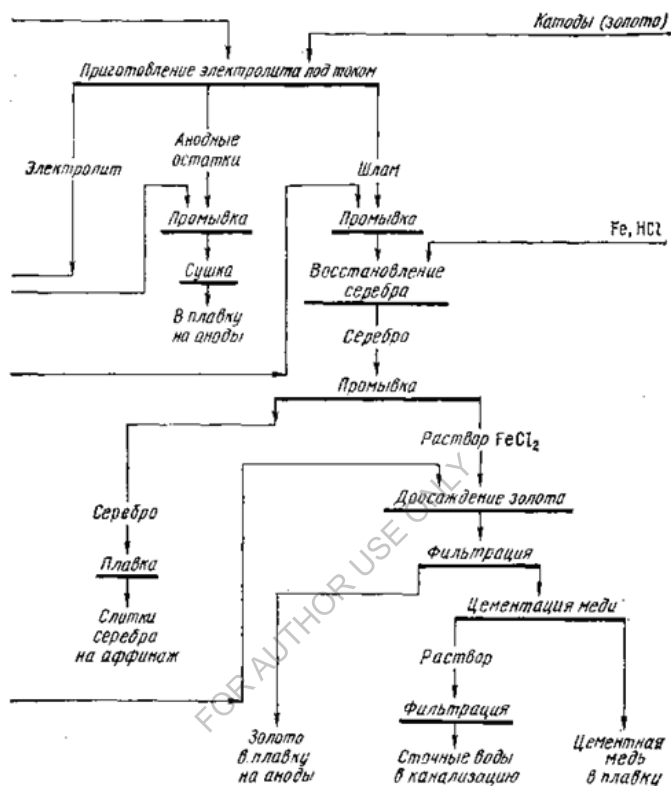 Катоды (золото)
Приготовление электролита под током
Анодные
остатки
Электролит
Шлам
Промывка
Промывка
Fe, HCl
Сушка
Восстановление
серебра
В плавку
на аноды
Серебро
Промывка
Раствор FeCl₂
Дросаждение золота
Серебро
Фильтрация
Плавка
Цементация меди
Слитки
серебра
на аффинаж
Раствор
Фильтрация
Золото
в плавку
на аноды
Сточные воды
в канализацию
Цементная
медь
в плавку
FOR AUTHOR USE ONLY